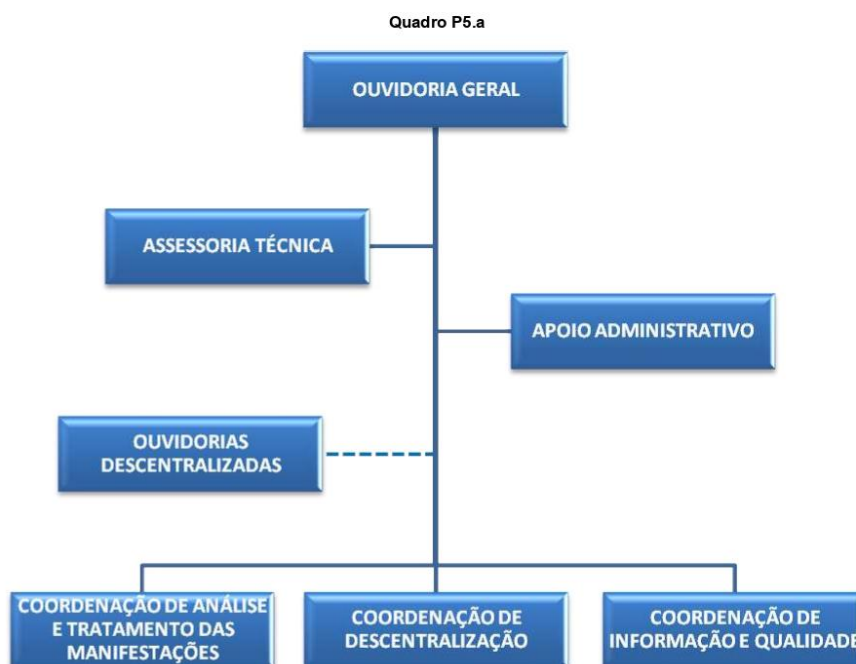 Quadro P5.a
OUVIDORIA GERAL
ASSESSORIA TÉCNICA
APOIO ADMINISTRATIVO
OUVIDORIAS
DESCENTRALIZADAS
COORDENAÇÃO DE ANÁLISE
E TRATAMENTO DAS
MANIFESTAÇÕES
COORDENAÇÃO DE
DESCENTRALIZAÇÃO
COORDENAÇÃO DE
INFORMAÇÃO E QUALIDADE